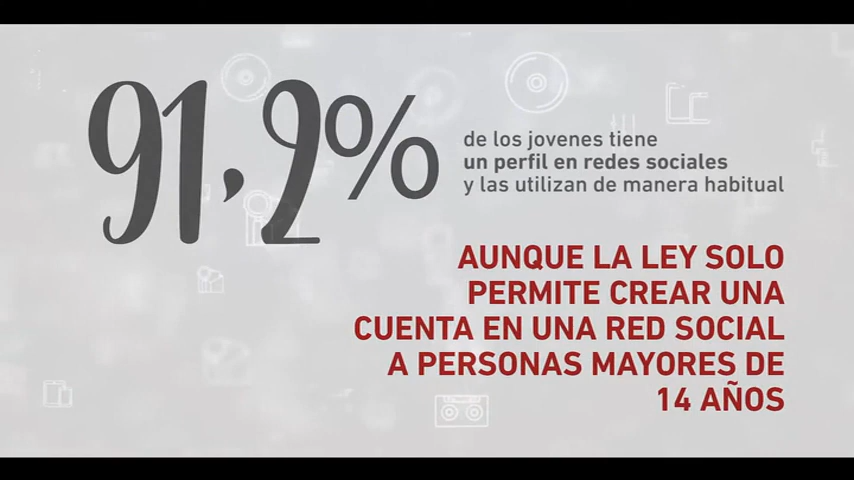 91,2%
de los jovenes tiene
un perfil en redes sociales
y las utilizan de manera habitual
AUNQUE LA LEY SOLO
PERMITE CREAR UNA
CUENTA EN UNA RED SOCIAL
A PERSONAS MAYORES DE
14 AÑOS